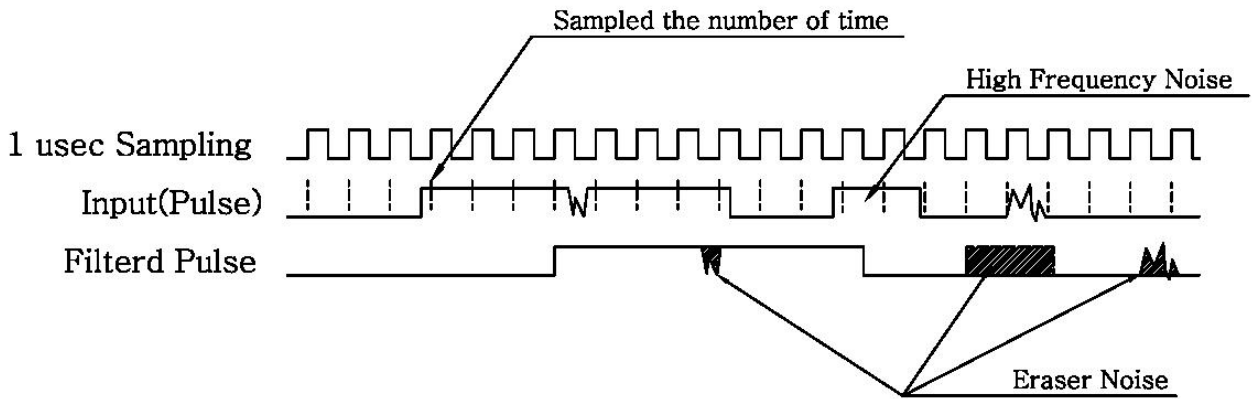 Sampled the number of time
High Frequency Noise
1 usec Sampling
Input(Pulse)
Filterd Pulse
Eraser Noise